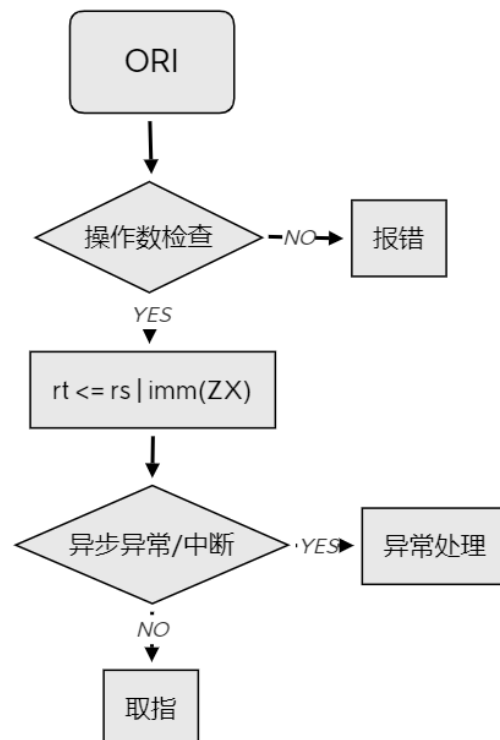 ORI
操作数检查
NO
报错
YES
rt <= rs | imm(ZX)
异步异常/中断
YES
异常处理
NO
取指